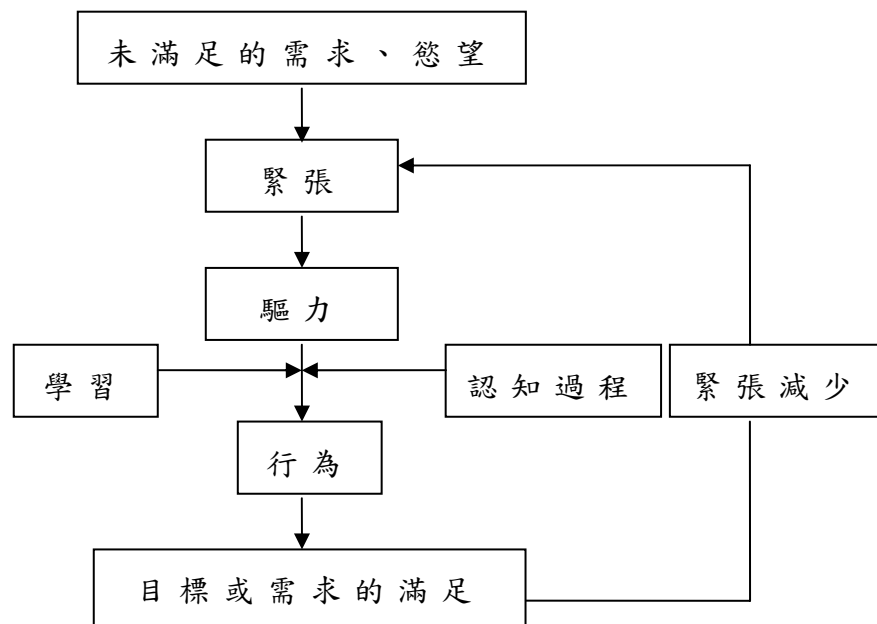 未滿足的需求、慾望
緊張
驅力
學習
認知過程
緊張減少
行為
目標或需求的滿足